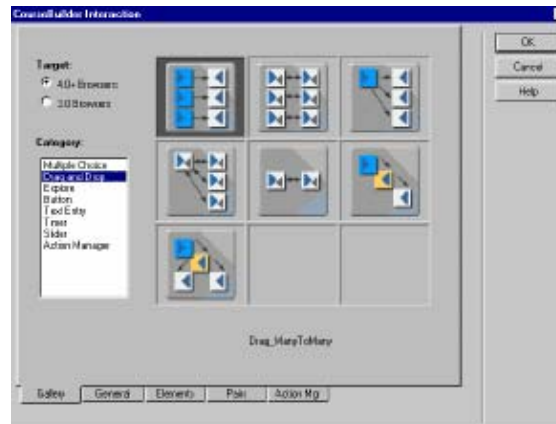 CourseBuilder Interaction
OK
Cancel
Help
Target:
4.0+ Browsers
3.0 Browsers
Category:
Multiple Choice
Drag and Drop
Explore
Button
Text Entry
Timer
Slider
Action Manager
Drag_ManyToMany
Gallery General Elements Pairs Action Mg